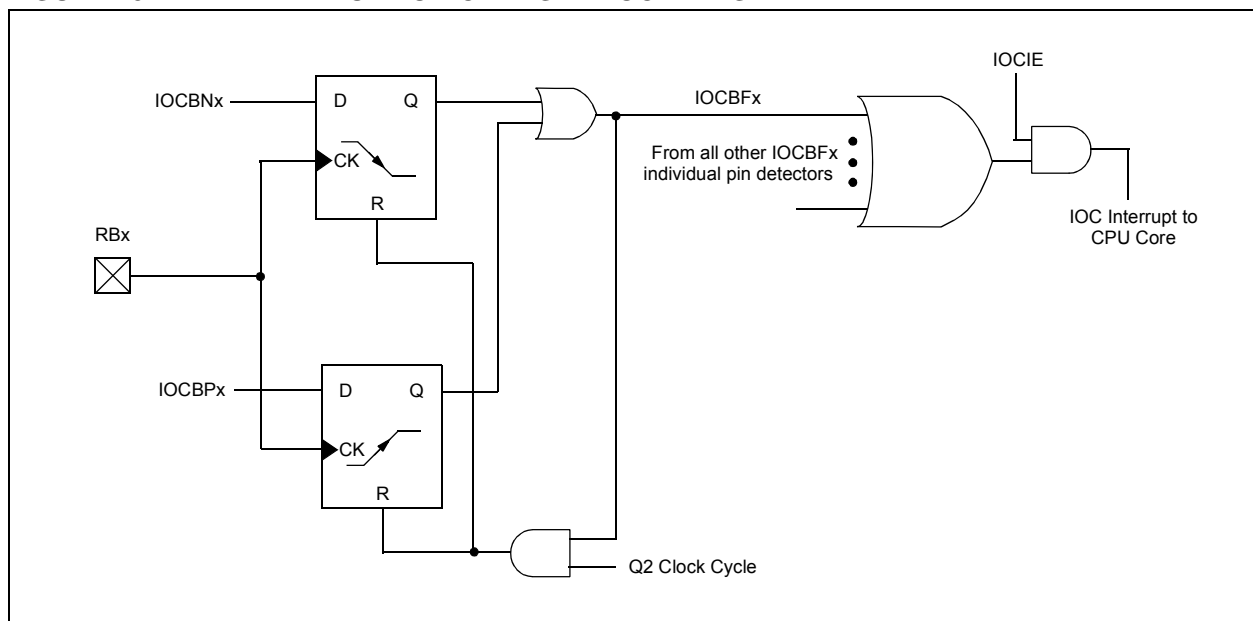 IOCIE
IOCBNx
D
Q
IOCBFx
CK
From all other IOCBFx
individual pin detectors
R
IOC Interrupt to
CPU Core
RBx
IOCBPx
D
Q
CK
R
Q2 Clock Cycle